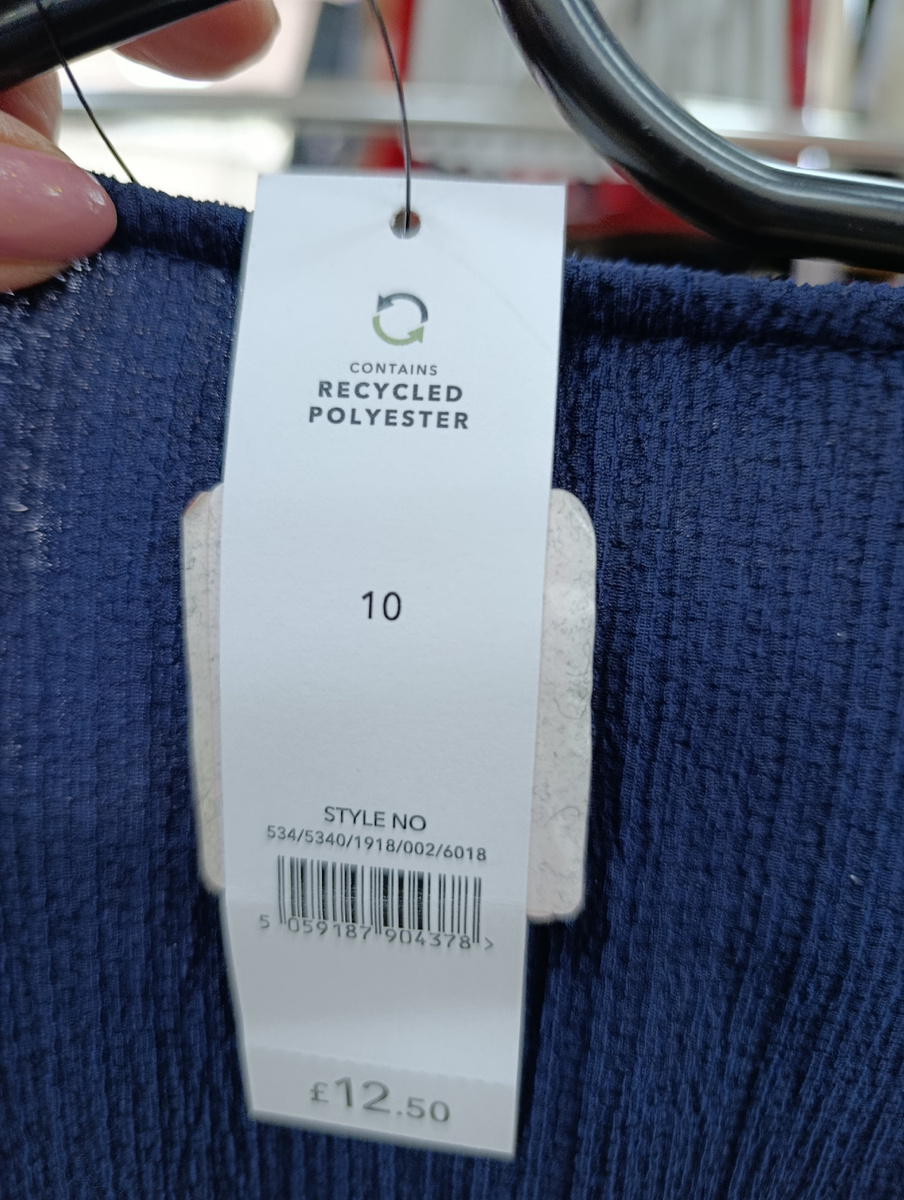 CONTAINS
RECYCLED
POLYESTER
10
STYLE NO
534/5340/1918/002/6018
5 059187 904378 >
£12.50